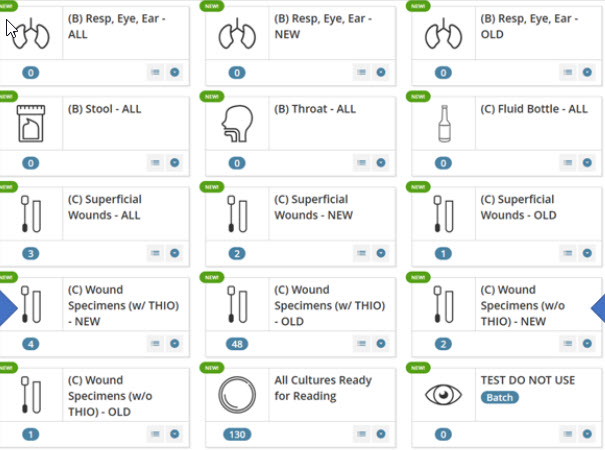 NEW! NEW! NEW!
(B) Resp, Eye, Ear - (B) Resp, Eye, Ear - (B) Resp, Eye, Ear -
ALL NEW OLD
0 0 0
NEW! NEW! NEW!
(B) Stool - ALL (B) Throat - ALL (C) Fluid Bottle - ALL
0 0 0
NEW! NEW! NEW!
(C) Superficial (C) Superficial (C) Superficial
Wounds - ALL Wounds - NEW Wounds - OLD
3 2 1
NEW! NEW! NEW!
(C) Wound (C) Wound (C) Wound
Specimens (w/ THIO) Specimens (w/ THIO) Specimens (w/o
- NEW - OLD THIO) - NEW
4 48 2
NEW! NEW! NEW!
(C) Wound All Cultures Ready TEST DO NOT USE
Specimens (w/o for Reading Batch
THIO) - OLD
1 130 0